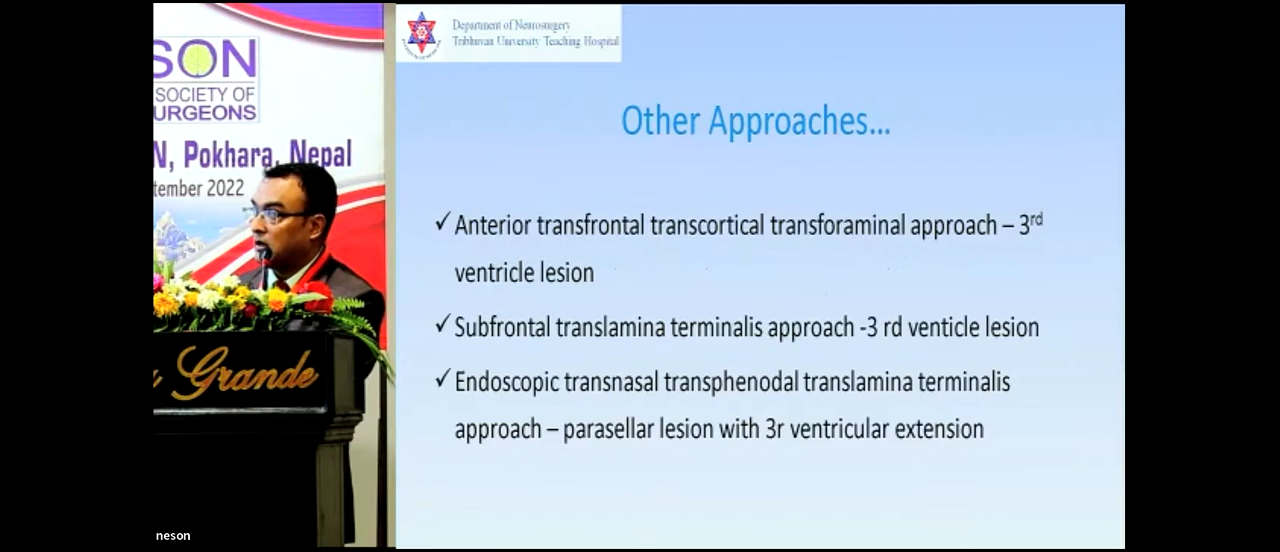 SON
SOCIETY OF
URGEONS
N, Pokhara, Nepal
tember 2022
Grande
neson
Department of Neurosurgery
Tribhuvan University Teaching Hospital
Other Approaches...
✓ Anterior transfrontal transcortical transforaminal approach – 3rd
ventricle lesion
✓ Subfrontal translamina terminalis approach -3 rd venticle lesion
✓ Endoscopic transnasal transphenodal translamina terminalis
approach – parasellar lesion with 3r ventricular extension